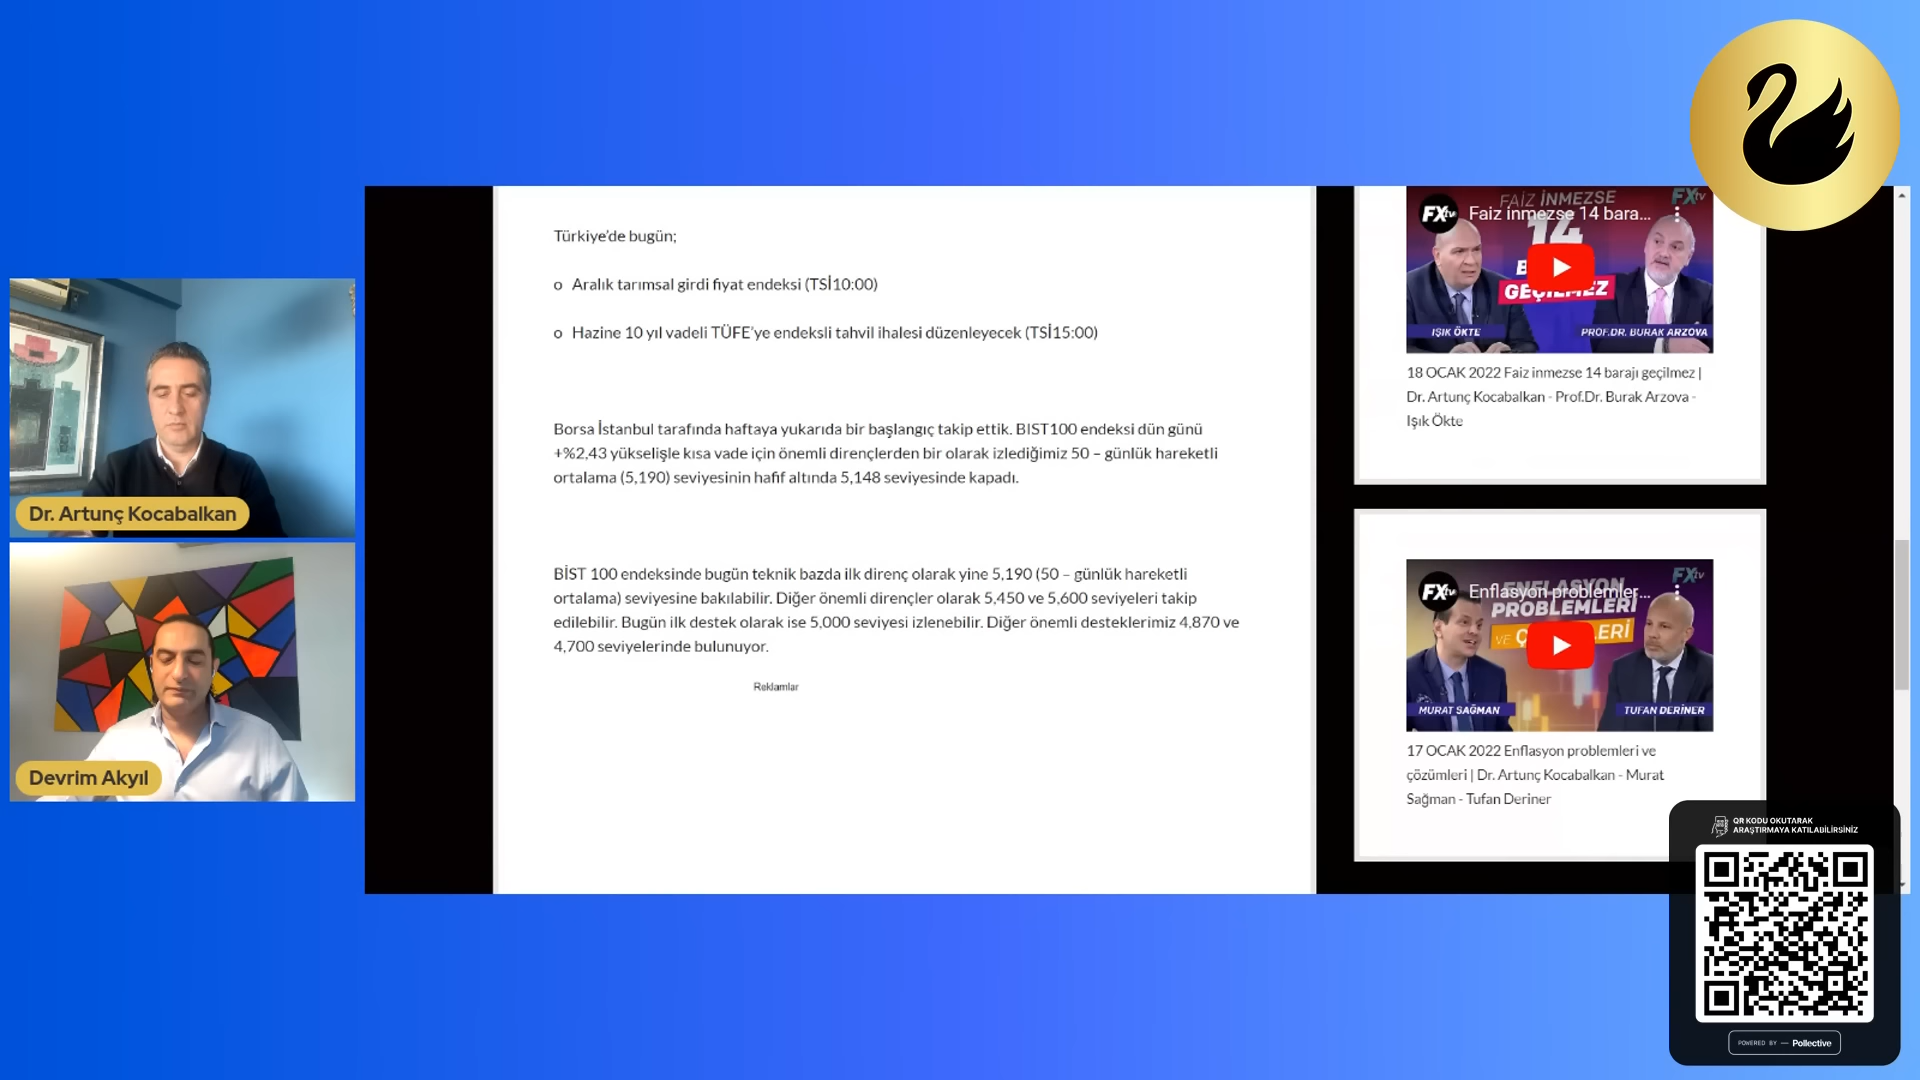 Türkiye'de bugün;
o Aralık tarımsal girdi fiyat endeksi (TSİ10:00)
o Hazine 10 yıl vadeli TÜFE'ye endeksli tahvil ihalesi düzenleyecek (TSİ15:00)
Borsa İstanbul tarafında haftaya yukarıda bir başlangıç takip ettik. BIST100 endeksi dün günü
+%2,43 yükselişle kısa vade için önemli dirençlerden bir olarak izlediğimiz 50 – günlük hareketli
ortalama (5,190) seviyesinin hafif altında 5,148 seviyesinde kapadı.
BİST 100 endeksinde bugün teknik bazda ilk direnç olarak yine 5,190 (50 – günlük hareketli
ortalama) seviyesine bakılabilir. Diğer önemli dirençler olarak 5,450 ve 5,600 seviyeleri takip
edilebilir. Bugün ilk destek olarak ise 5,000 seviyesi izlenebilir. Diğer önemli desteklerimiz 4,870 ve
4,700 seviyelerinde bulunuyor.
Reklamlar
Dr. Artunç Kocabalkan
Devrim Akyıl
FAİZ İNMEZSE
FXtv
FXtv Faiz inmezse 14 bara...
14
GEÇİLMEZ
IŞIK ÖKTE
PROF.DR. BURAK ARZOVA
18 OCAK 2022 Faiz inmezse 14 barajı geçilmez |
Dr. Artunç Kocabalkan - Prof.Dr. Burak Arzova -
Işık Ökte
FXtv
ENFLASYON
FXtv Enflasyon problemler...
PROBLEMLERİ
VE
MURAT SAĞMAN
TUFAN DERİNER
17 OCAK 2022 Enflasyon problemleri ve
çözümleri | Dr. Artunç Kocabalkan - Murat
Sağman - Tufan Deriner
QR KODU OKUTARAK
ARAŞTIRMAYA KATILABİLİRSİNİZ
POWERED BY — Pollective